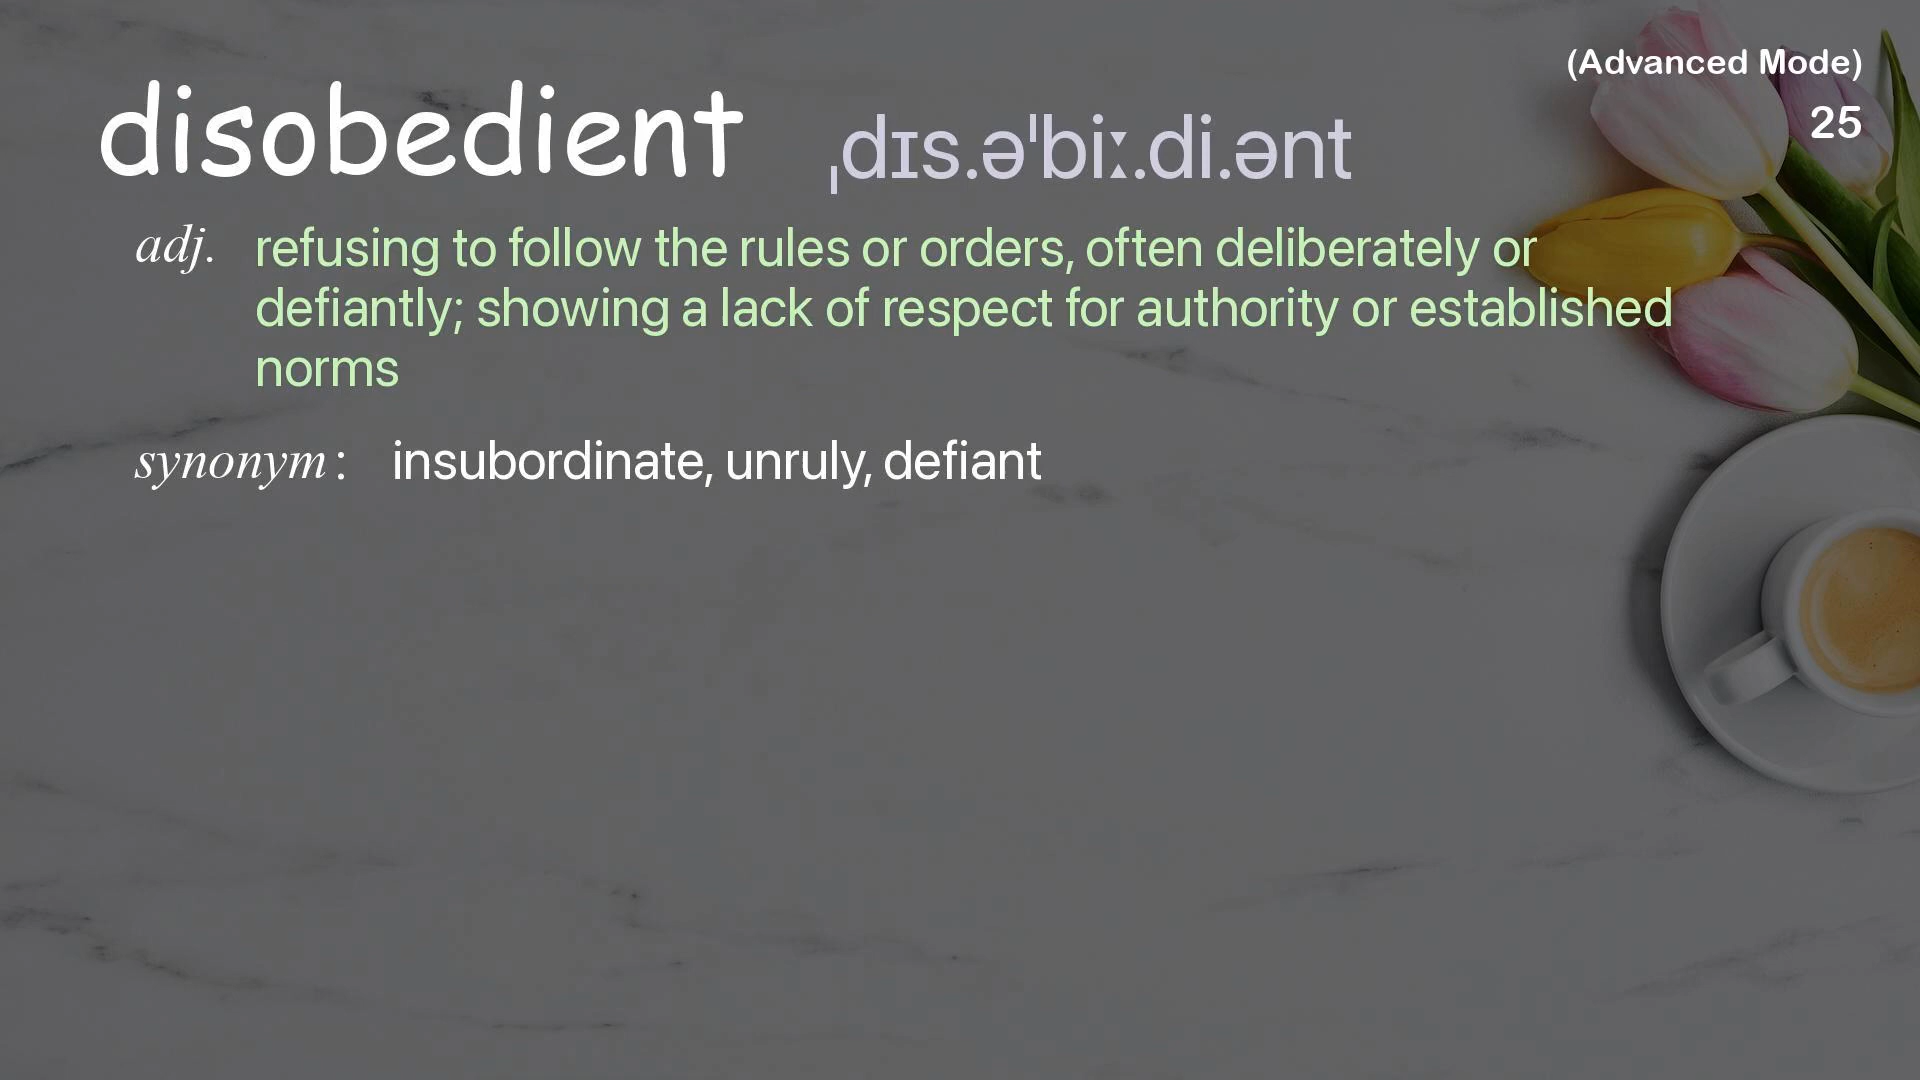 (Advanced Mode)
disobedient ˌdɪs.əˈbiː.di.ənt
25
adj. refusing to follow the rules or orders, often deliberately or
defiantly; showing a lack of respect for authority or established
norms
synonym: insubordinate, unruly, defiant